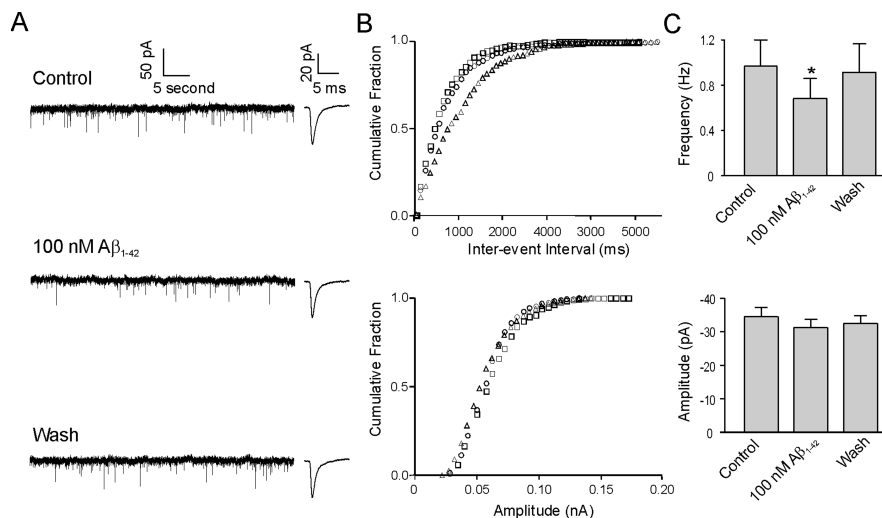 A
50 pA
5 second
20 pA
5 ms
Control
100 nM Aβ1-42
Wash
B
1.0
0.5
0.0
Cumulative Fraction
0 1000 2000 3000 4000 3000 5000
Inter-event Interval (ms)
1.0
0.5
0.0
Cumulative Fraction
0.00 0.05 0.10 0.15 0.20
Amplitude (nA)
C
1.2
0.8
0.4
0
Frequency (Hz)
*
Control
100 nM Aβ1-42
Wash
-40
-30
-20
-10
0
Amplitude (pA)
Control
100 nM Aβ1-42
Wash